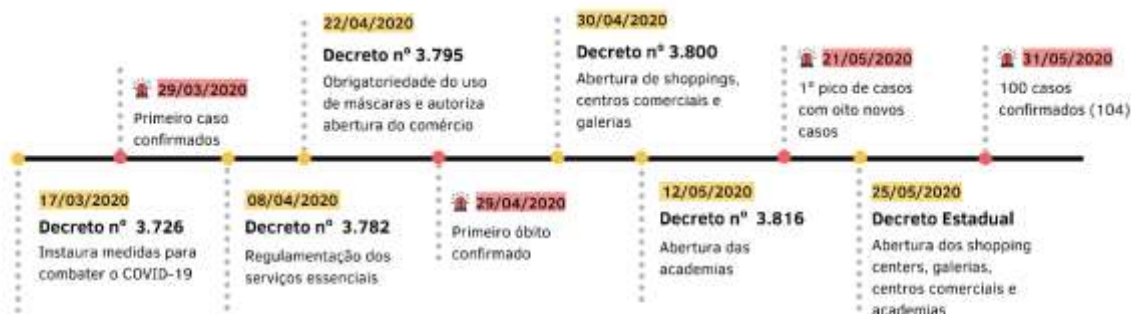 22/04/2020
Decreto nº 3.795
Obrigatoriedade do uso
de máscaras e autoriza
abertura do comércio
30/04/2020
Decreto nº 3.800
Abertura de shoppings,
centros comerciais e
galerias
29/03/2020
Primeiro caso
confirmados
21/05/2020
1º pico de casos
com oito novos
casos
31/05/2020
100 casos
confirmados (104)
17/03/2020
Decreto nº 3.726
Instaura medidas para
combater o COVID-19
08/04/2020
Decreto nº 3.782
Regulamentação dos
serviços essenciais
29/04/2020
Primeiro óbito
confirmado
12/05/2020
Decreto nº 3.816
Abertura das
academias
25/05/2020
Decreto Estadual
Abertura dos shopping
centers, galerias,
centros comerciais e
academias